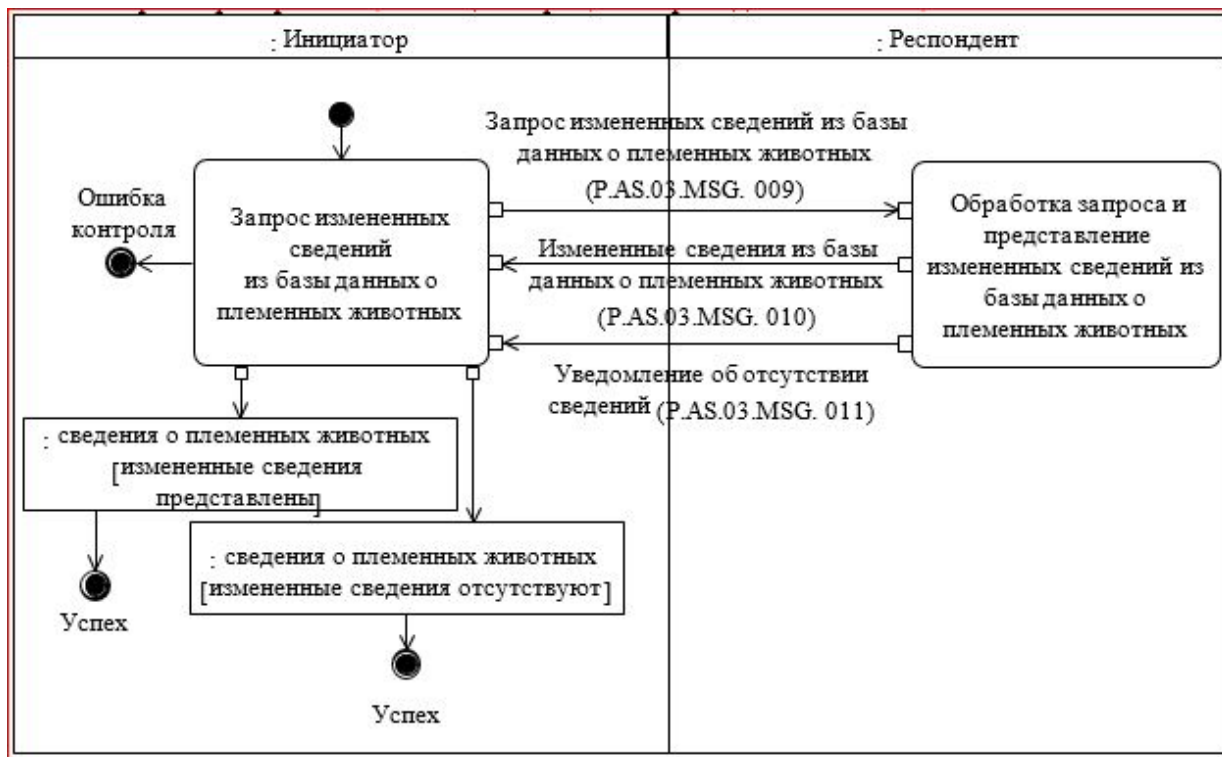 : Инициатор
: Респондент
Запрос измененных сведений из базы
данных о племенных животных
(P.AS.03.MSG. 009)
Ошибка
контроля
Запрос измененных
сведений
из базы данных о
племенных животных
Обработка запроса и
представление
измененных сведений из
базы данных о
племенных животных
Измененные сведения из базы
данных о племенных животных
(P.AS.03.MSG. 010)
Уведомление об отсутствии
сведений (P.AS.03.MSG. 011)
: сведения о племенных животных
[измененные сведения
представлены]
: сведения о племенных животных
[измененные сведения отсутствуют]
Успех
Успех